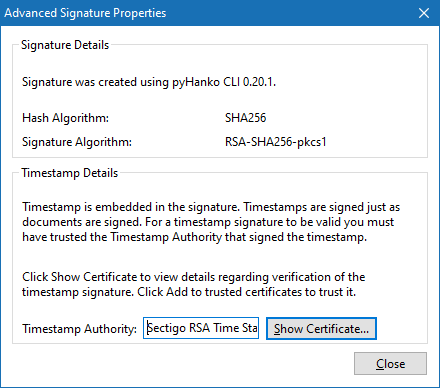 Advanced Signature Properties
Signature Details
Signature was created using pyHanko CLI 0.20.1.
Hash Algorithm: SHA256
Signature Algorithm: RSA-SHA256-pkcs1
Timestamp Details
Timestamp is embedded in the signature. Timestamps are signed just as
documents are signed. For a timestamp signature to be valid you must
have trusted the Timestamp Authority that signed the timestamp.
Click Show Certificate to view details regarding verification of the
timestamp signature. Click Add to trusted certificates to trust it.
Timestamp Authority: Sectigo RSA Time Sta Show Certificate...
Close